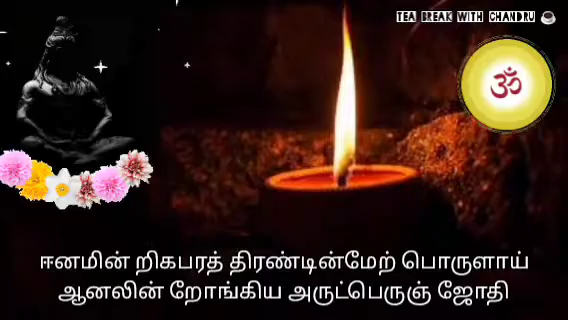 TEA BREAK WITH CHANDRU
ॐ
ஈனமின் றிகபரத் திரண்டின்மேற் பொருளாய்
ஆனலின் றோங்கிய அருட்பெருஞ் ஜோதி